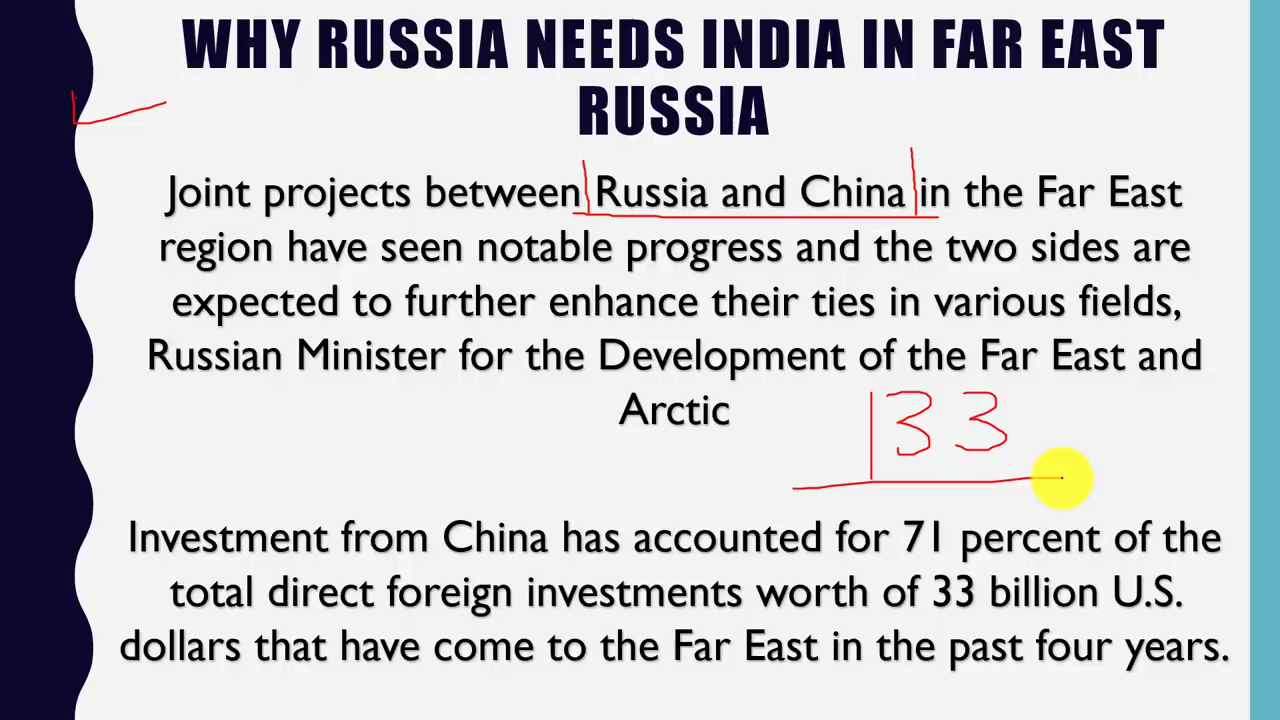 WHY RUSSIA NEEDS INDIA IN FAR EAST
RUSSIA
Joint projects between Russia and China in the Far East
region have seen notable progress and the two sides are
expected to further enhance their ties in various fields,
Russian Minister for the Development of the Far East and
Arctic
33
Investment from China has accounted for 71 percent of the
total direct foreign investments worth of 33 billion U.S.
dollars that have come to the Far East in the past four years.